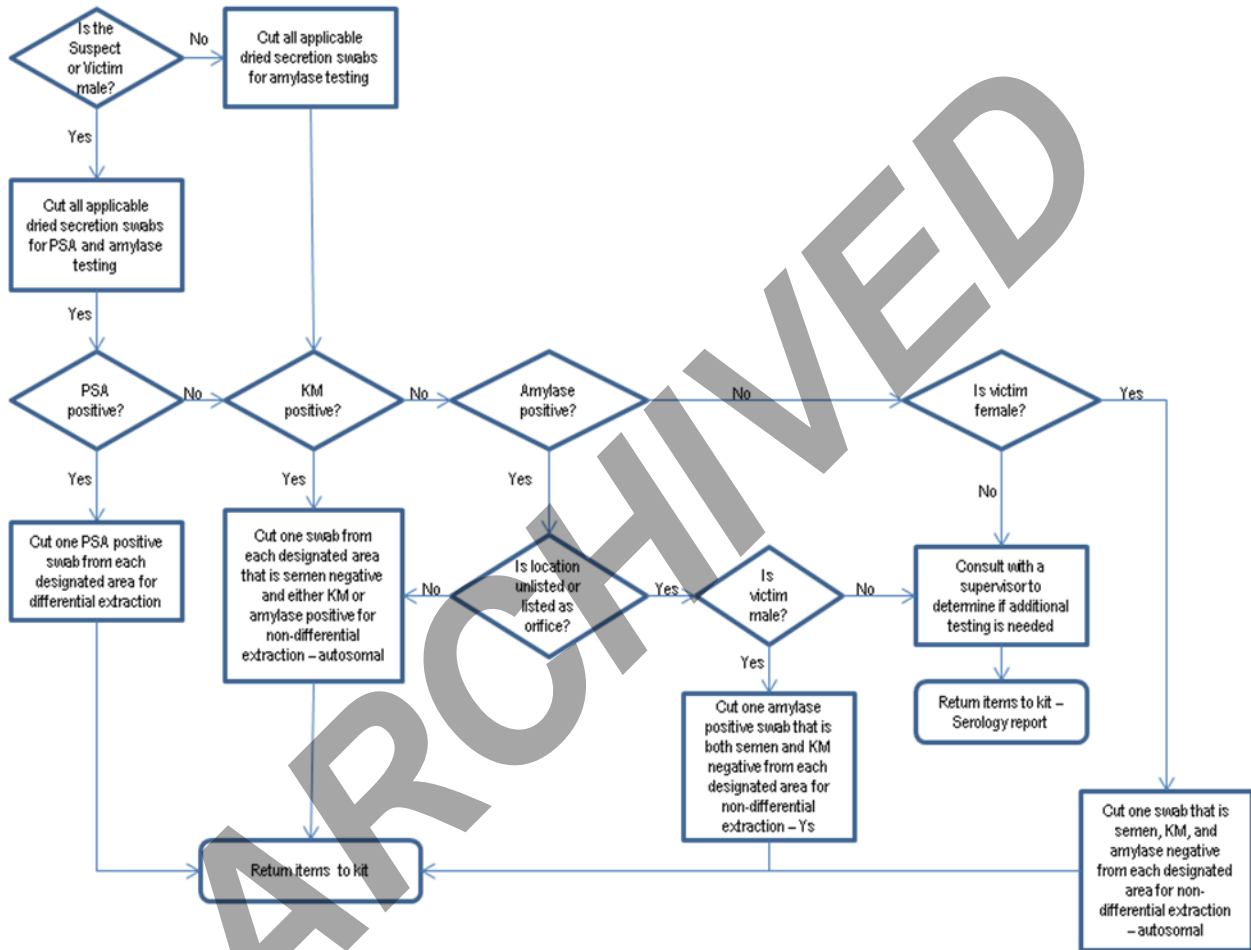 Is the
Suspect
or Victim
male?
No
Cut all applicable
dried secretion swabs
for amylase testing
Yes
Cut all applicable
dried secretion swabs
for PSA and amylase
testing
Yes
PSA
positive?
No
KM
positive?
No
Amylase
positive?
No
Is victim
female?
Yes
Yes
Yes
Yes
No
Cut one PSA positive
swab from each
designated area for
differential extraction
Cut one swab from
each designated area
that is semen negative
and either KM or
amylase positive for
non-differential
extraction – autosomal
No
Is location
unlisted or
listed as
orifice?
Yes
Is
victim
male?
No
Consult with a
supervisor to
determine if additional
testing is needed
Yes
Return items to kit –
Serology report
Cut one amylase
positive swab that is
both semen and KM
negative from each
designated area for
non-differential
extraction – Ys
Cut one swab that is
semen, KM, and
amylase negative
from each designated
area for non-
differential extraction
– autosomal
Return items to kit
ARCHIVED